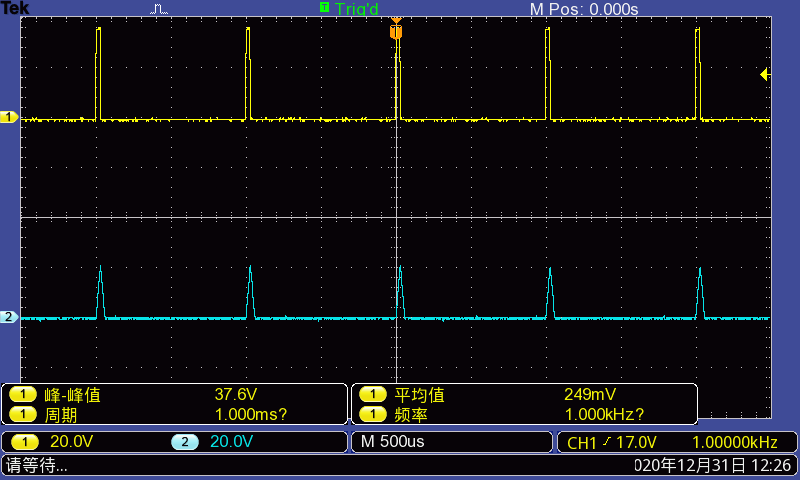 Tek T Trig'd M Pos: 0.000s
T
1
2
1 峰-峰值 37.6V 1 平均值 249mV
1 周期 1.000ms? 1 频率 1.000kHz?
1 20.0V 2 20.0V M 500us CH1 17.0V 1.00000kHz
请等待... 020年12月31日 12:26